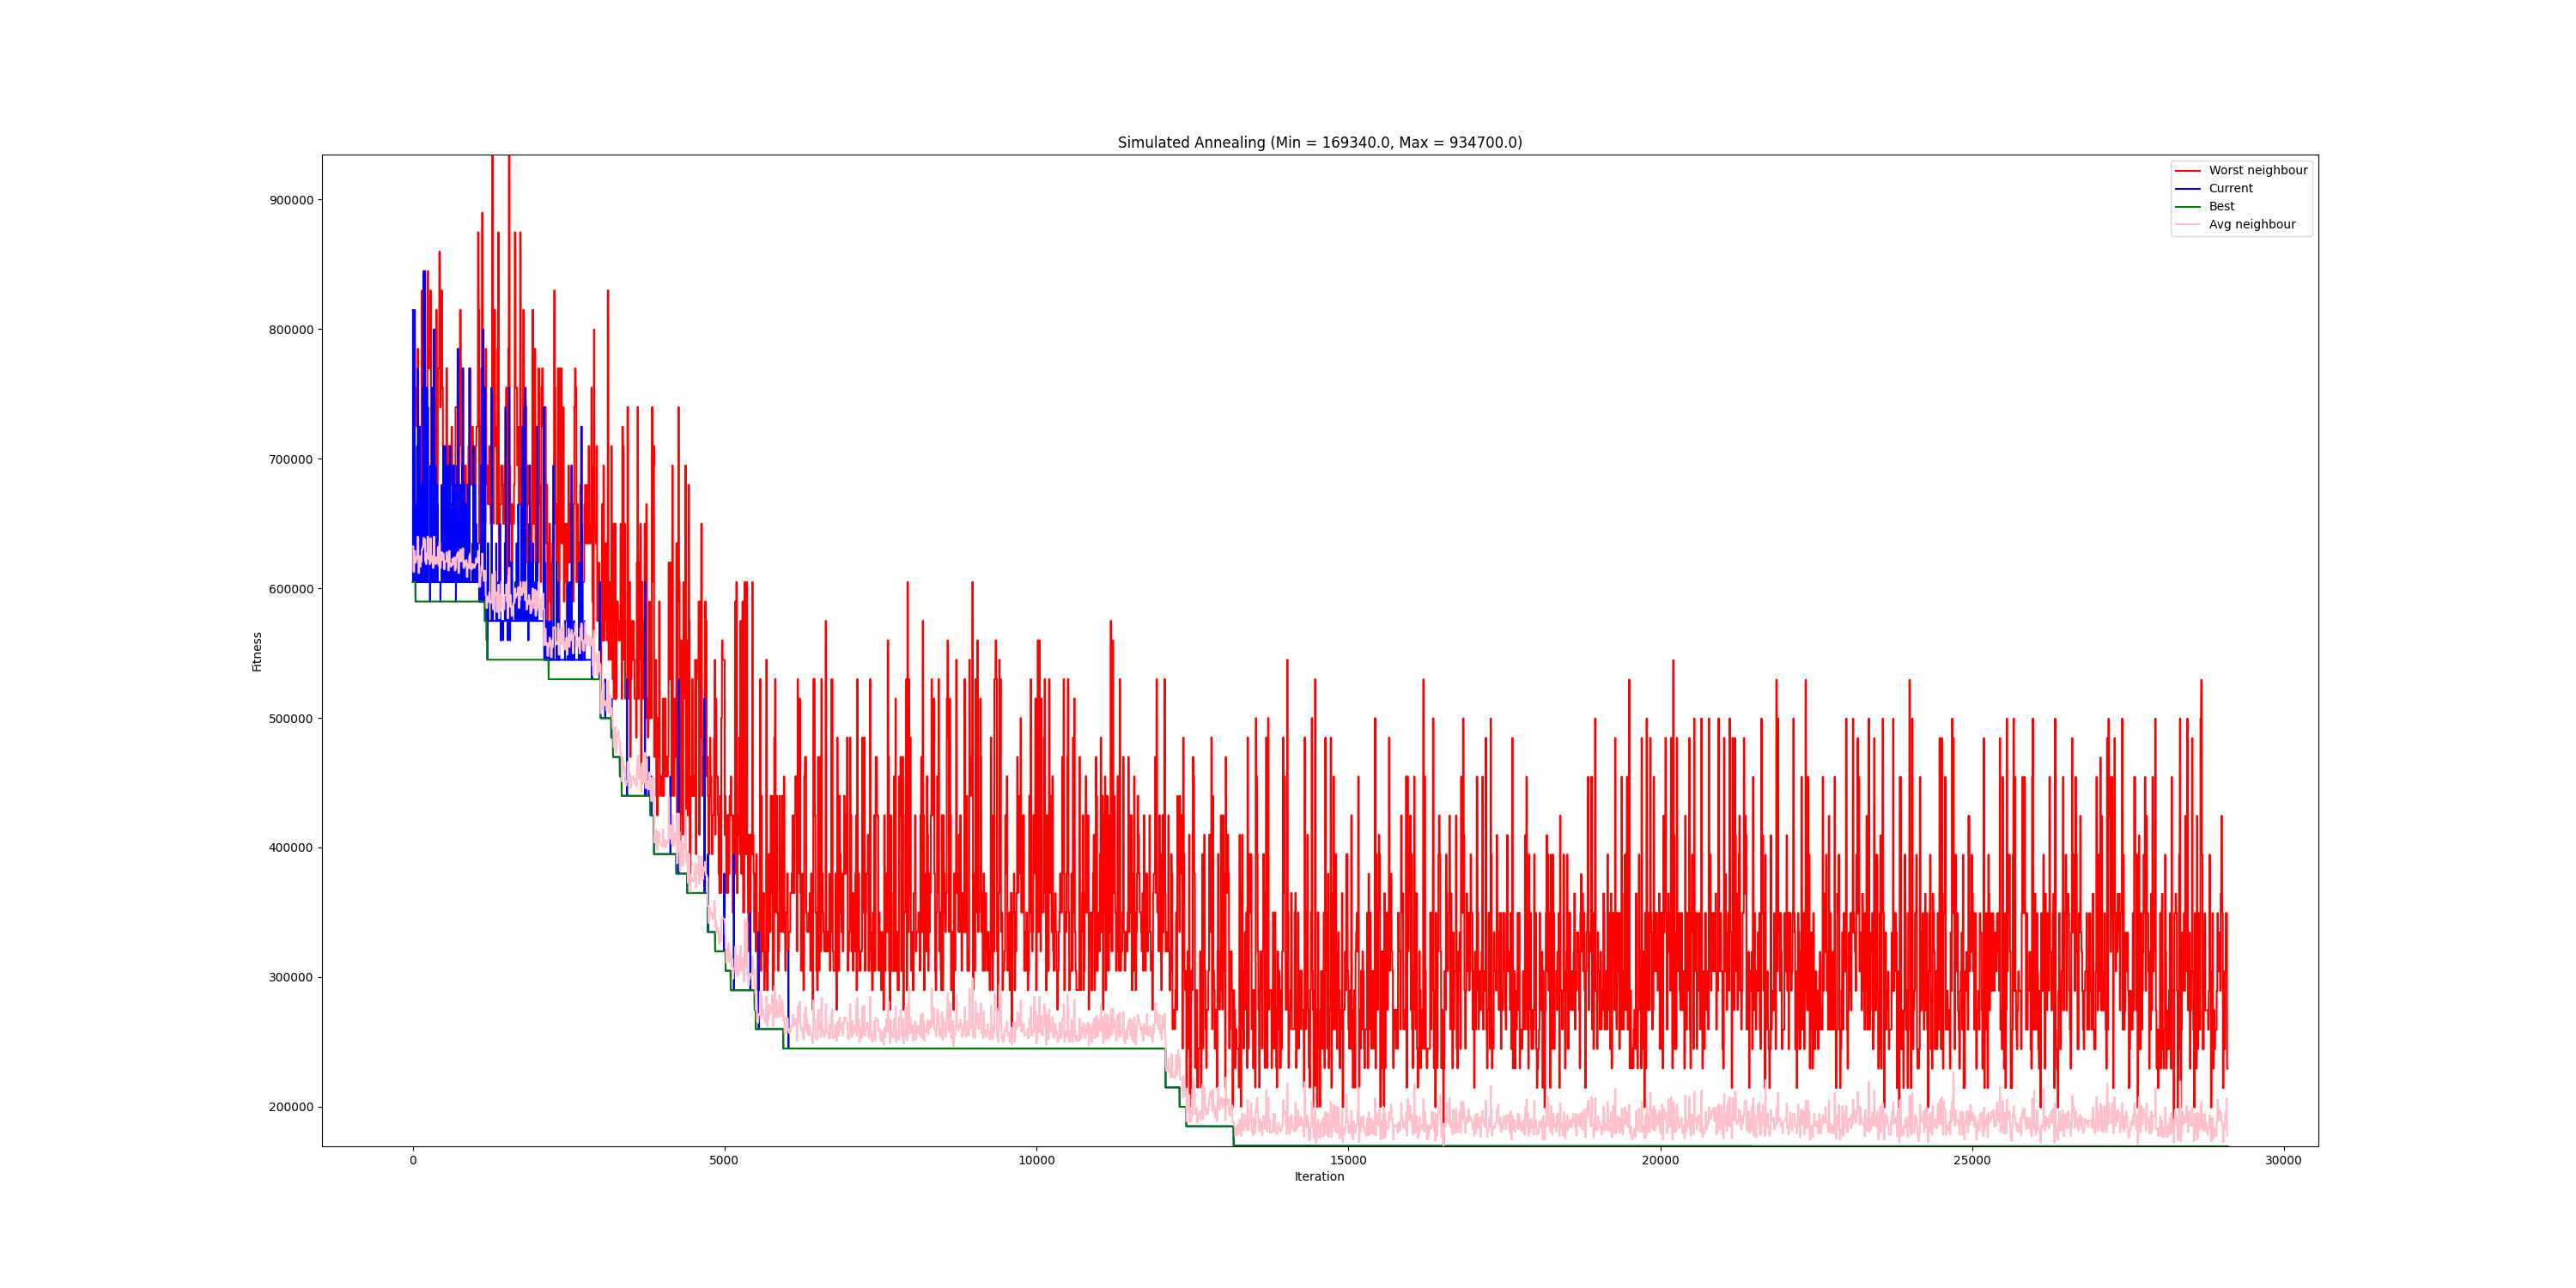 Simulated Annealing (Min = 169340.0, Max = 934700.0)
Worst neighbour
Current
Best
Avg neighbour
900000
800000
700000
600000
500000
400000
300000
200000
Fitness
0
5000
10000
15000
20000
25000
30000
Iteration